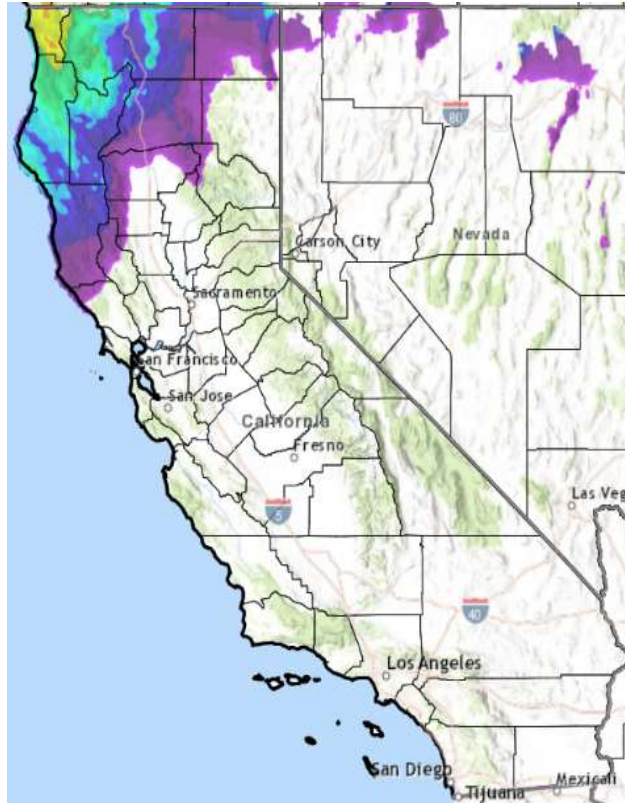 80
Carson City
Nevada
Sacramento
San Francisco
San Jose
California
Fresno
Las Veg
5
40
Los Angeles
San Diego
Tijuana
Mexicali